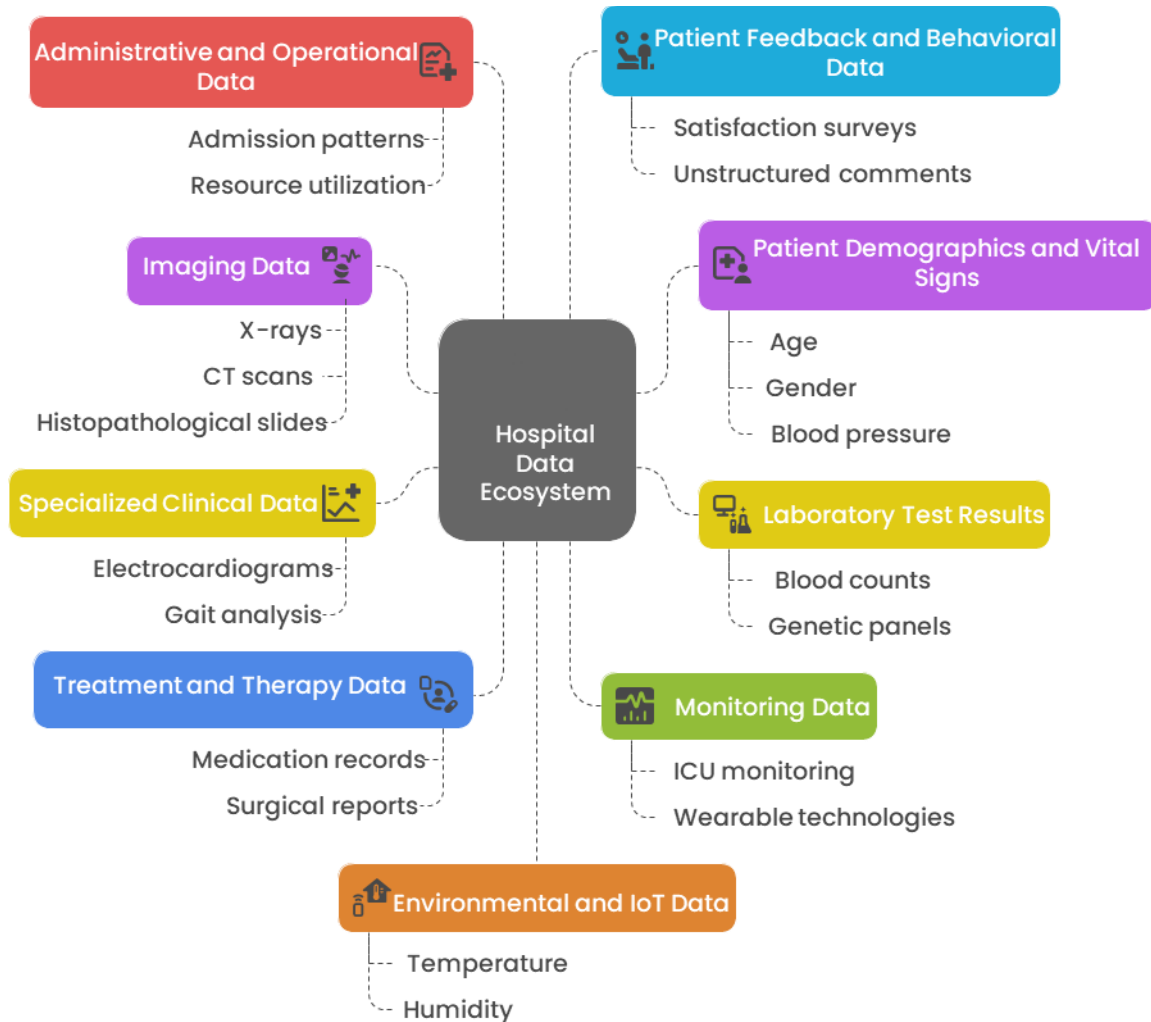 Administrative and Operational
Data
Admission patterns
Resource utilization
Patient Feedback and Behavioral
Data
Satisfaction surveys
Unstructured comments
Imaging Data
X-rays
CT scans
Histopathological slides
Patient Demographics and Vital
Signs
Age
Gender
Blood pressure
Hospital
Data
Ecosystem
Specialized Clinical Data
Electrocardiograms
Gait analysis
Laboratory Test Results
Blood counts
Genetic panels
Treatment and Therapy Data
Medication records
Surgical reports
Monitoring Data
ICU monitoring
Wearable technologies
Environmental and IoT Data
Temperature
Humidity